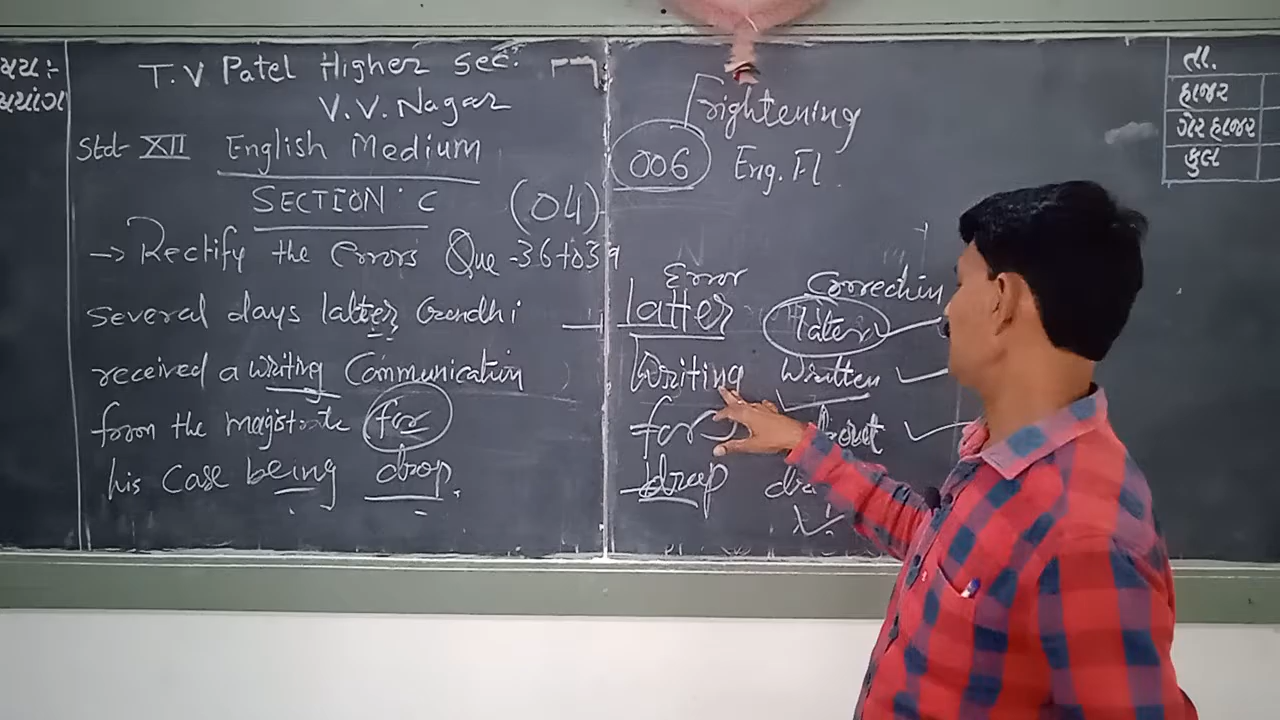 T.V Patel Higher Sec.
V.V. Nagar
Std- XII English Medium
SECTION: C (04)
→ Rectify the errors Que -36 to 39
several days latter Gandhi
received a writing Communication
from the magistrate for
his case being drop.
Frightening
006 Eng. FL
Error Correction
latter later
Writing written
for
drop
તા.
હાજર
ગેર હાજર
કુલ